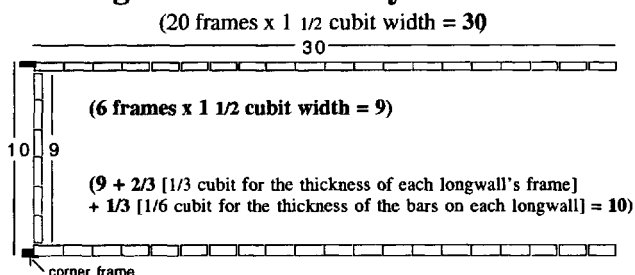 (20 frames x 1 1/2 cubit width = 30)
30
(6 frames x 1 1/2 cubit width = 9)
10 9
(9 + 2/3 [1/3 cubit for the thickness of each longwall's frame]
+ 1/3 [1/6 cubit for the thickness of the bars on each longwall] = 10)
corner frame